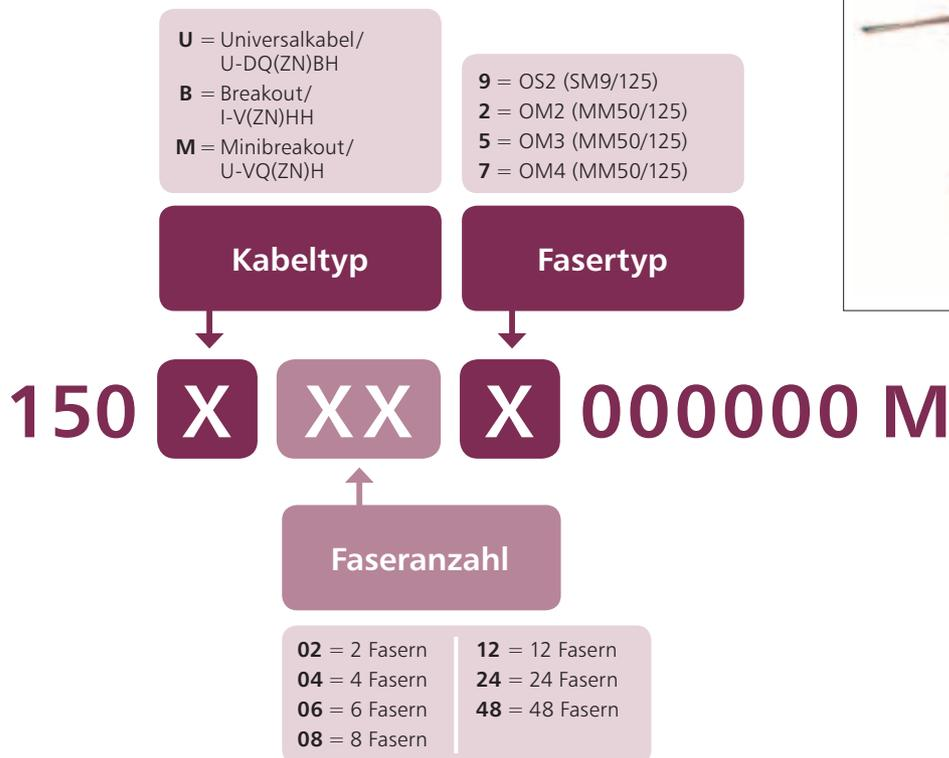 U = Universalkabel/
U-DQ(ZN)BH
B = Breakout/
I-V(ZN)HH
M = Minibreakout/
U-VQ(ZN)H
9 = OS2 (SM9/125)
2 = OM2 (MM50/125)
5 = OM3 (MM50/125)
7 = OM4 (MM50/125)
Kabeltyp
Fasertyp
150 X XX X 000000 M
Faseranzahl
02 = 2 Fasern
04 = 4 Fasern
06 = 6 Fasern
08 = 8 Fasern
12 = 12 Fasern
24 = 24 Fasern
48 = 48 Fasern